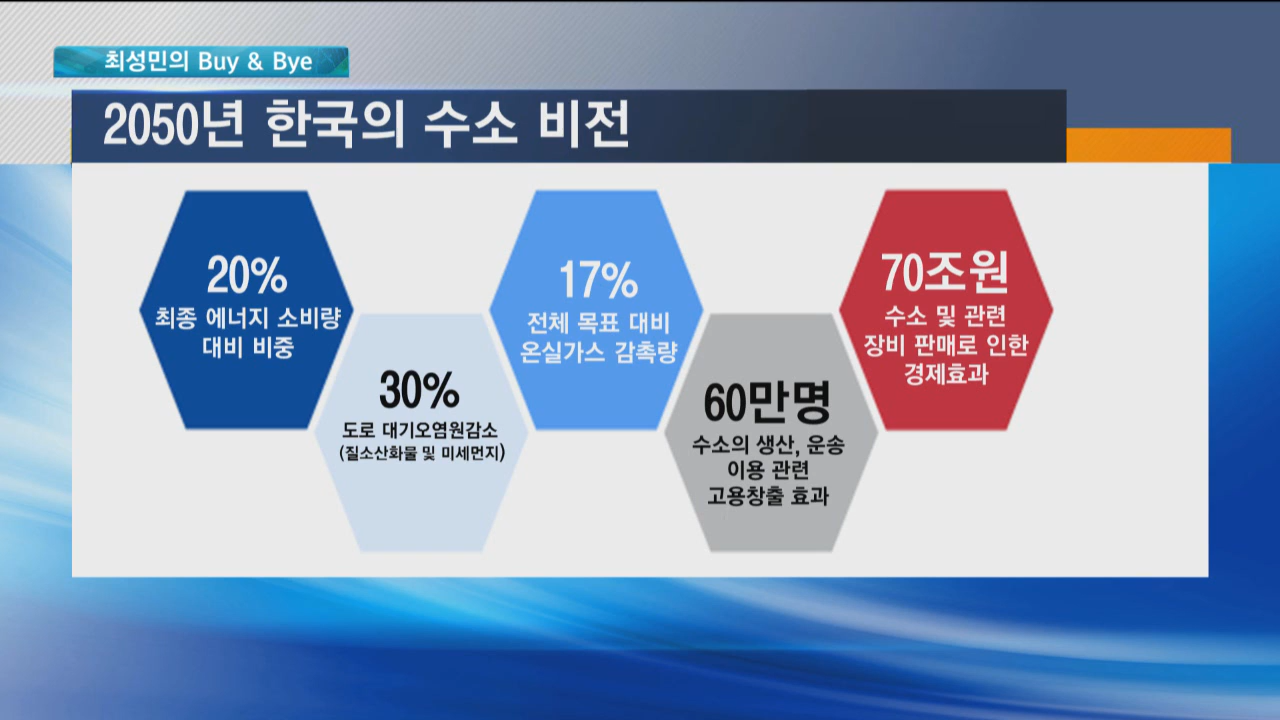 최성민의 Buy & Bye
2050년 한국의 수소 비전
20%
최종 에너지 소비량
대비 비중
30%
도로 대기오염원감소
(질소산화물 및 미세먼지)
17%
전체 목표 대비
온실가스 감촉량
60만명
수소의 생산, 운송
이용 관련
고용창출 효과
70조원
수소 및 관련
장비 판매로 인한
경제효과